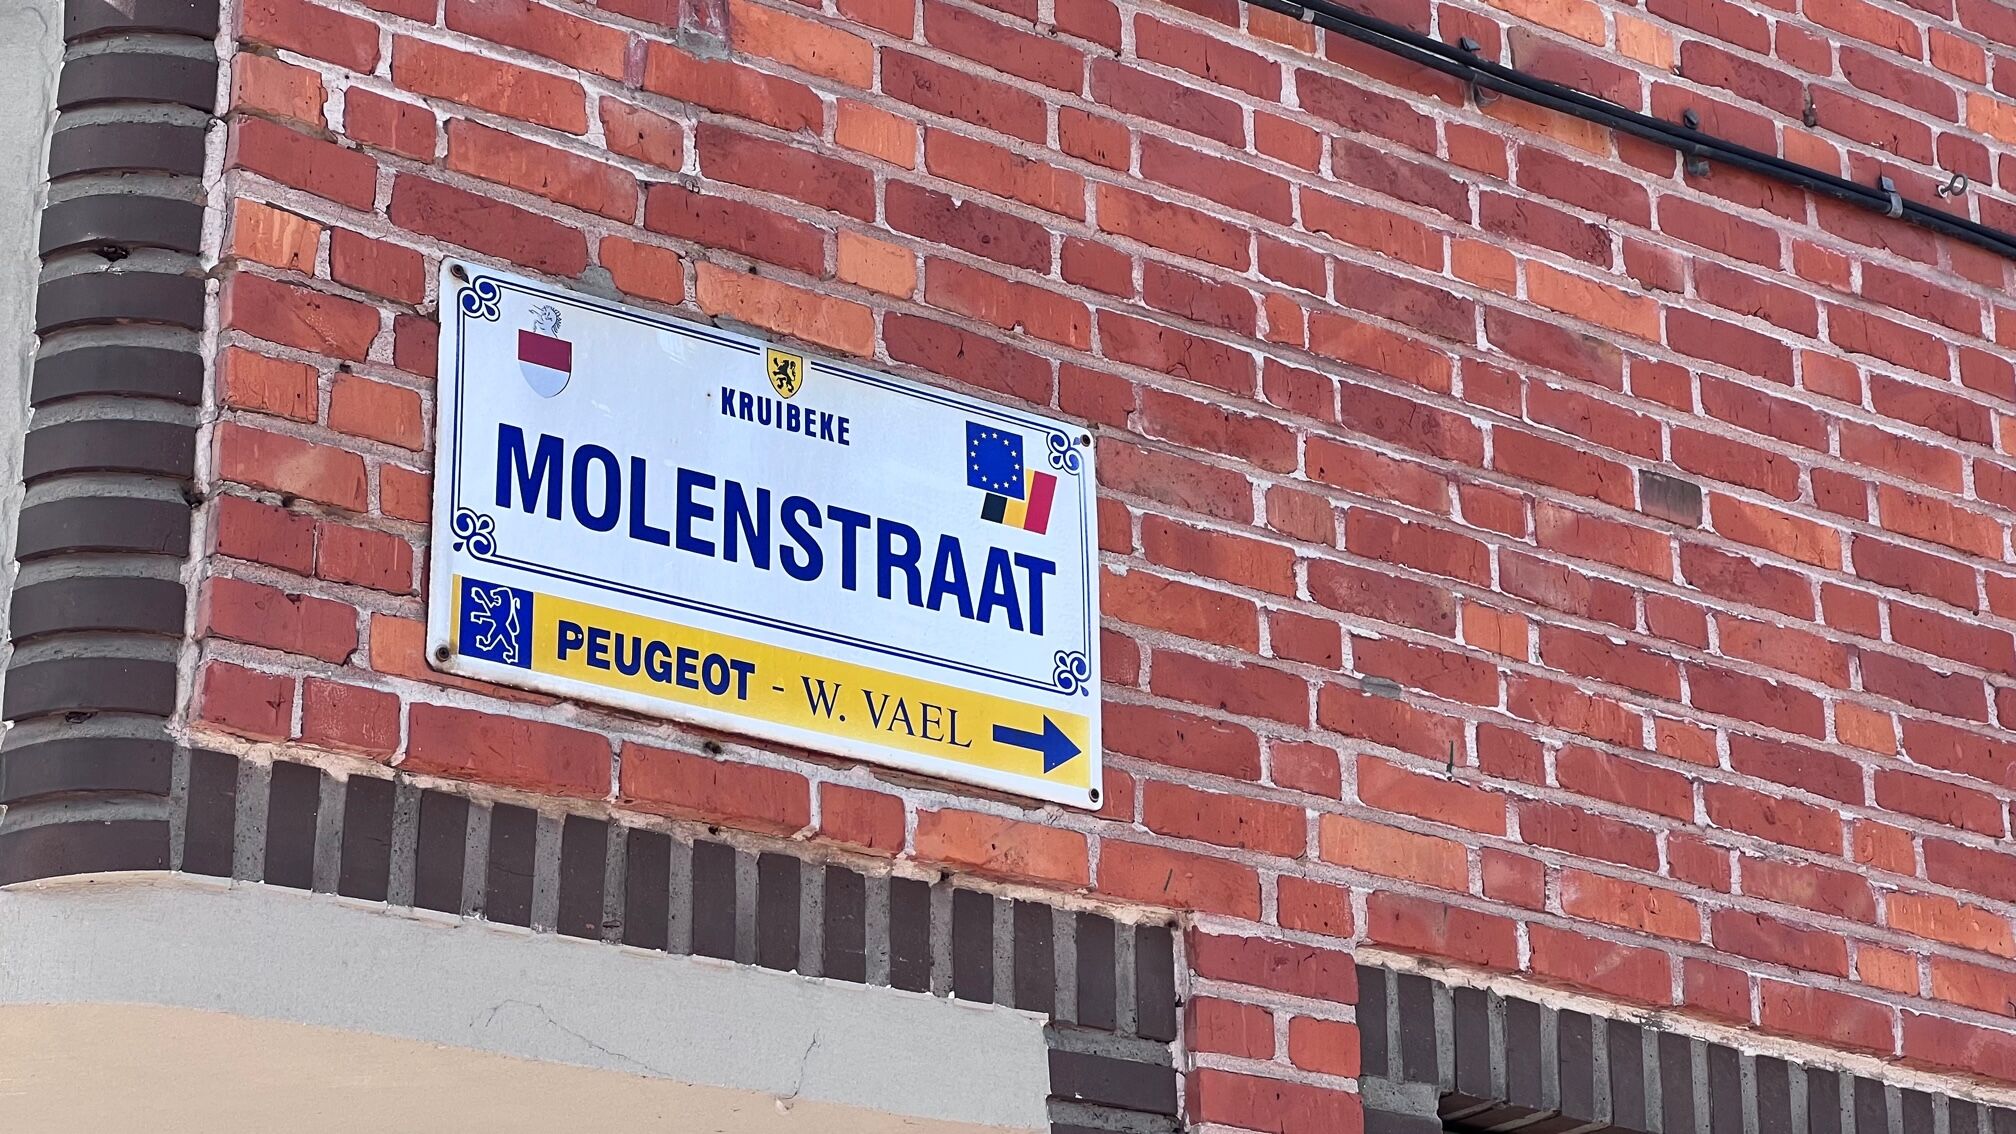 KRUIBEKE
MOLENSTRAAT
PEUGEOT - W. VAEL